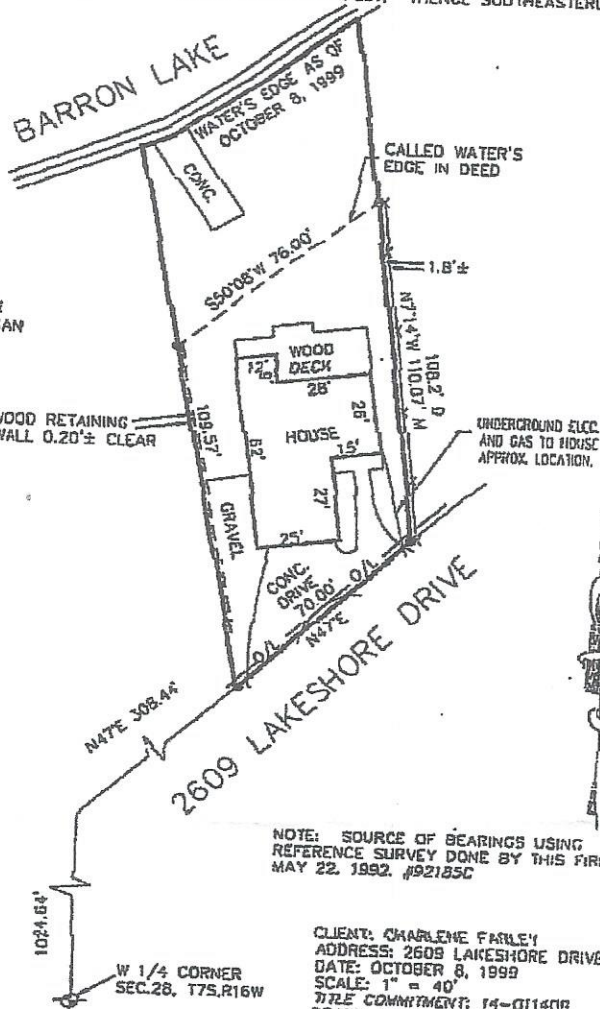 THENCE
BARRON LAKE
WATER'S EDGE AS OF
OCTOBER 8, 1999
CONC.
CALLED WATER'S
EDGE IN DEED
S50°08'W 76.00'
1.8'±
N7°14'W 110.07' M
108.2' D
WOOD
DECK
12'
28'
26'
HOUSE
15'
52'
27'
25'
WOOD RETAINING
WALL 0.20'± CLEAR
109.57'
GRAVEL
UNDERGROUND ELEC.
AND GAS TO HOUSE
APPROX. LOCATION.
CONC.
DRIVE
O/L
70.00'
O/L
N47°E
2609 LAKESHORE DRIVE
N47°E 308.44'
1024.64'
W 1/4 CORNER
SEC.28, T7S,R16W
NOTE: SOURCE OF BEARINGS USING
REFERENCE SURVEY DONE BY THIS
MAY 22, 1992, #92185C
CLIENT: CHARLENE FARLEY
ADDRESS: 2609 LAKESHORE DRIVE
DATE: OCTOBER 8, 1999
SCALE: 1" = 40'
TITLE COMMITMENT: